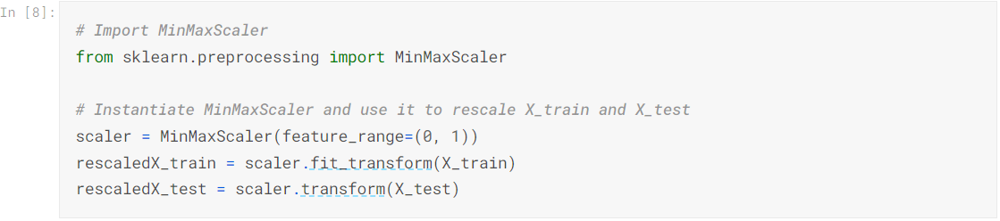 In [8]:
# Import MinMaxScaler
from sklearn.preprocessing import MinMaxScaler
# Instantiate MinMaxScaler and use it to rescale X_train and X_test
scaler = MinMaxScaler(feature_range=(0, 1))
rescaledX_train = scaler.fit_transform(X_train)
rescaledX_test = scaler.transform(X_test)